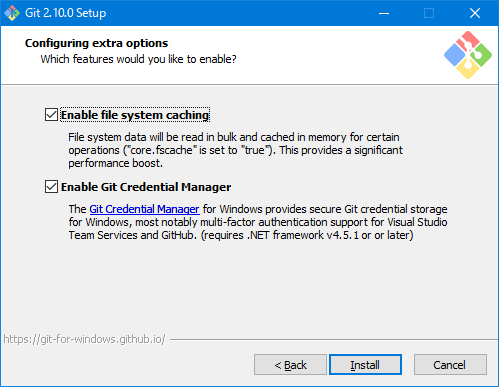 Git 2.10.0 Setup
Configuring extra options
Which features would you like to enable?
Enable file system caching
File system data will be read in bulk and cached in memory for certain
operations ("core.fscache" is set to "true"). This provides a significant
performance boost.
Enable Git Credential Manager
The Git Credential Manager for Windows provides secure Git credential storage
for Windows, most notably multi-factor authentication support for Visual Studio
Team Services and GitHub. (requires .NET framework v4.5.1 or or later)
https://git-for-windows.github.io/
< Back
Install
Cancel